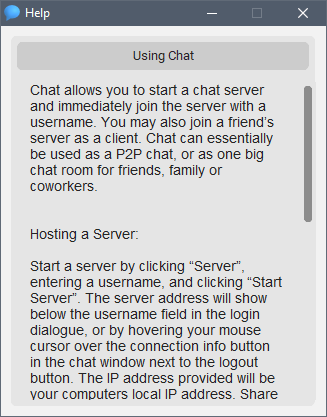 Help
Using Chat
Chat allows you to start a chat server
and immediately join the server with a
username. You may also join a friend's
server as a client. Chat can essentially
be used as a P2P chat, or as one big
chat room for friends, family or
coworkers.
Hosting a Server:
Start a server by clicking “Server”,
entering a username, and clicking “Start
Server”. The server address will show
below the username field in the login
dialogue, or by hovering your mouse
cursor over the connection info button
in the chat window next to the logout
button. The IP address provided will be
your computers local IP address. Share